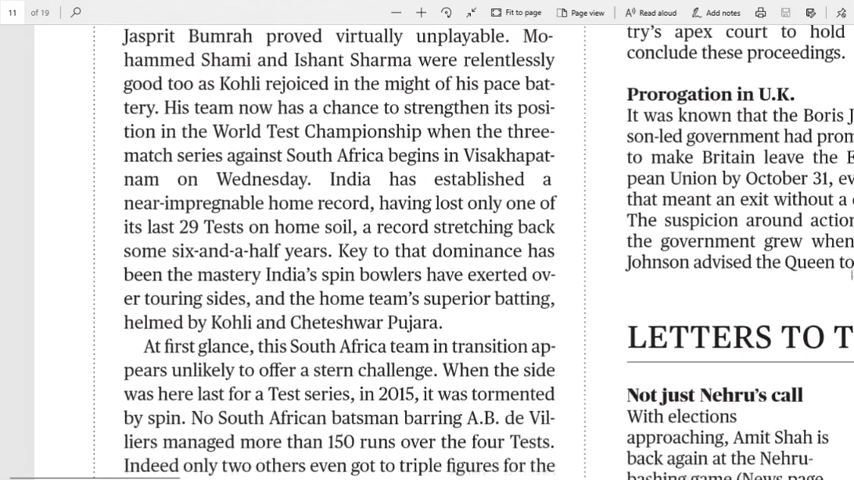 11 of 19
Fit to page
Page view
Read aloud
Add notes
Jasprit Bumrah proved virtually unplayable. Mo-
hammed Shami and Ishant Sharma were relentlessly
good too as Kohli rejoiced in the might of his pace bat-
tery. His team now has a chance to strengthen its posi-
tion in the World Test Championship when the three-
match series against South Africa begins in Visakhapat-
nam on Wednesday. India has established a
near-impregnable home record, having lost only one of
its last 29 Tests on home soil, a record stretching back
some six-and-a-half years. Key to that dominance has
been the mastery India's spin bowlers have exerted ov-
er touring sides, and the home team's superior batting,
helmed by Kohli and Cheteshwar Pujara.
At first glance, this South Africa team in transition ap-
pears unlikely to offer a stern challenge. When the side
was here last for a Test series, in 2015, it was tormented
by spin. No South African batsman barring A.B. de Vil-
liers managed more than 150 runs over the four Tests.
Indeed only two others even got to triple figures for the
try's apex court to hold
conclude these proceedings.
Prorogation in U.K.
It was known that the Boris J
son-led government had prom
to make Britain leave the E
pean Union by October 31, ev
that meant an exit without a
The suspicion around action
the government grew when
Johnson advised the Queen to
LETTERS TO T
Not just Nehru's call
With elections
approaching, Amit Shah is
back again at the Nehru-
bashing game (News page